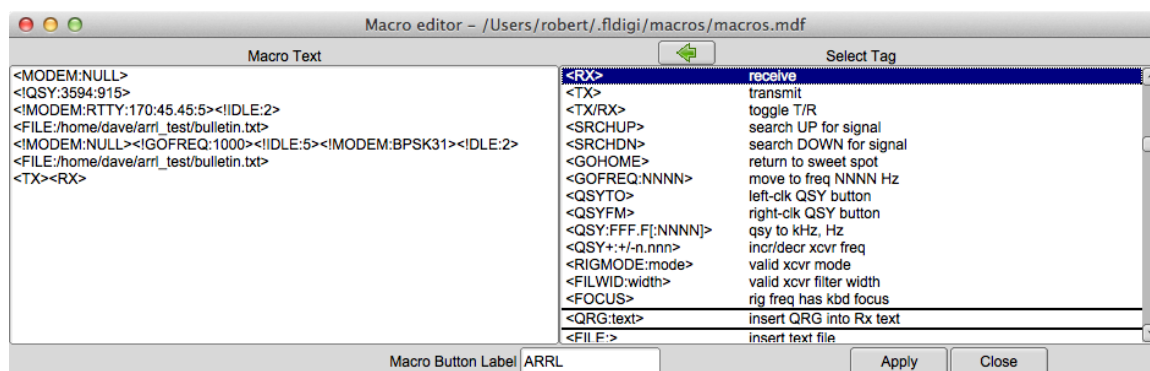 Macro editor – /Users/robert/.fldigi/macros/macros.mdf
Macro Text
Select Tag
<MODEM:NULL>
<!QSY:3594:915>
<!MODEM:RTTY:170:45.45:5><!IDLE:2>
<FILE:/home/dave/arrl_test/bulletin.txt>
<!MODEM:NULL><!GOFREQ:1000><!IDLE:5><!MODEM:BPSK31><!IDLE:2>
<FILE:/home/dave/arrl_test/bulletin.txt>
<TX><RX>
<RX> receive
<TX> transmit
<TX/RX> toggle T/R
<SRCHUP> search UP for signal
<SRCHDN> search DOWN for signal
<GOHOME> return to sweet spot
<GOFREQ:NNNN> move to freq NNNN Hz
<QSYTO> left-clk QSY button
<QSYFM> right-clk QSY button
<QSY:FFF.F[:NNNN]> qsy to kHz, Hz
<QSY+:+/-n.nnn> incr/decr xcvr freq
<RIGMODE:mode> valid xcvr mode
<FILWID:width> valid xcvr filter width
<FOCUS> rig freq has kbd focus
<QRG:text> insert QRG into Rx text
<FILE:> insert text file
Macro Button Label ARRL
Apply
Close